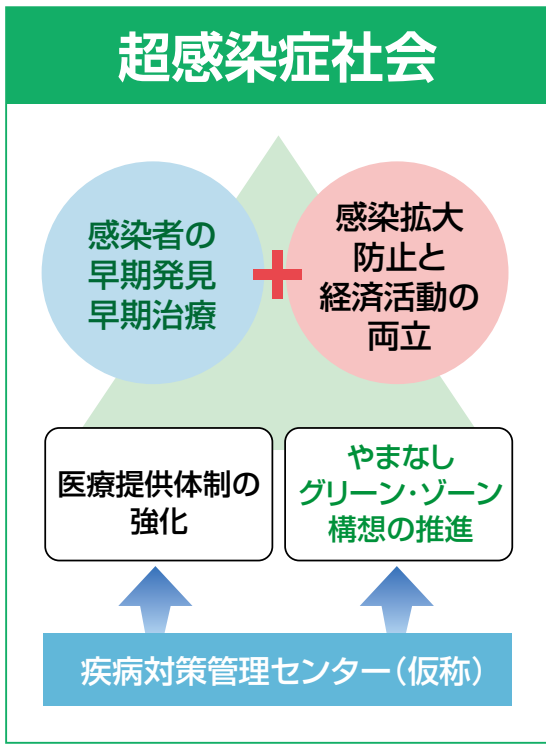 超感染症社会
感染者の
早期発見
早期治療
感染拡大
防止と
経済活動の
両立
医療提供体制の
強化
やまなし
グリーン・ゾーン
構想の推進
疾病対策管理センター（仮称）